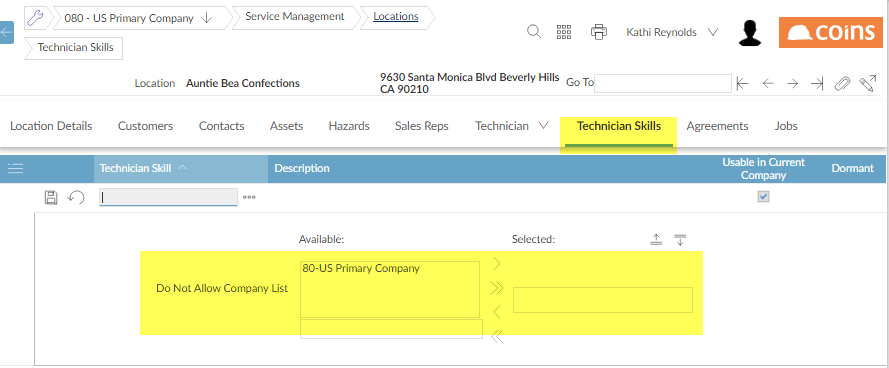 080 - US Primary Company
Service Management
Locations
Technician Skills
Kathi Reynolds
coins
Location
Auntie Bea Confections
9630 Santa Monica Blvd Beverly Hills
CA 90210
Go To
Location Details
Customers
Contacts
Assets
Hazards
Sales Reps
Technician
Technician Skills
Agreements
Jobs
Technician Skill
Description
Usable in Current
Company
Dormant
Available:
Selected:
Do Not Allow Company List
80-US Primary Company